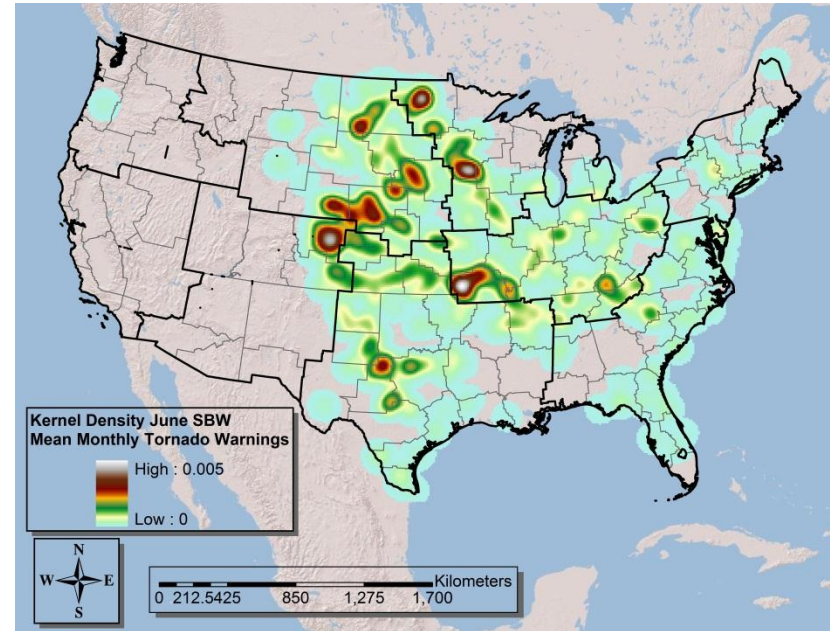 Kernel Density June SBW
Mean Monthly Tornado Warnings
High : 0.005
Low : 0
N
W E
S
Kilometers
0 212.5425 850 1,275 1,700